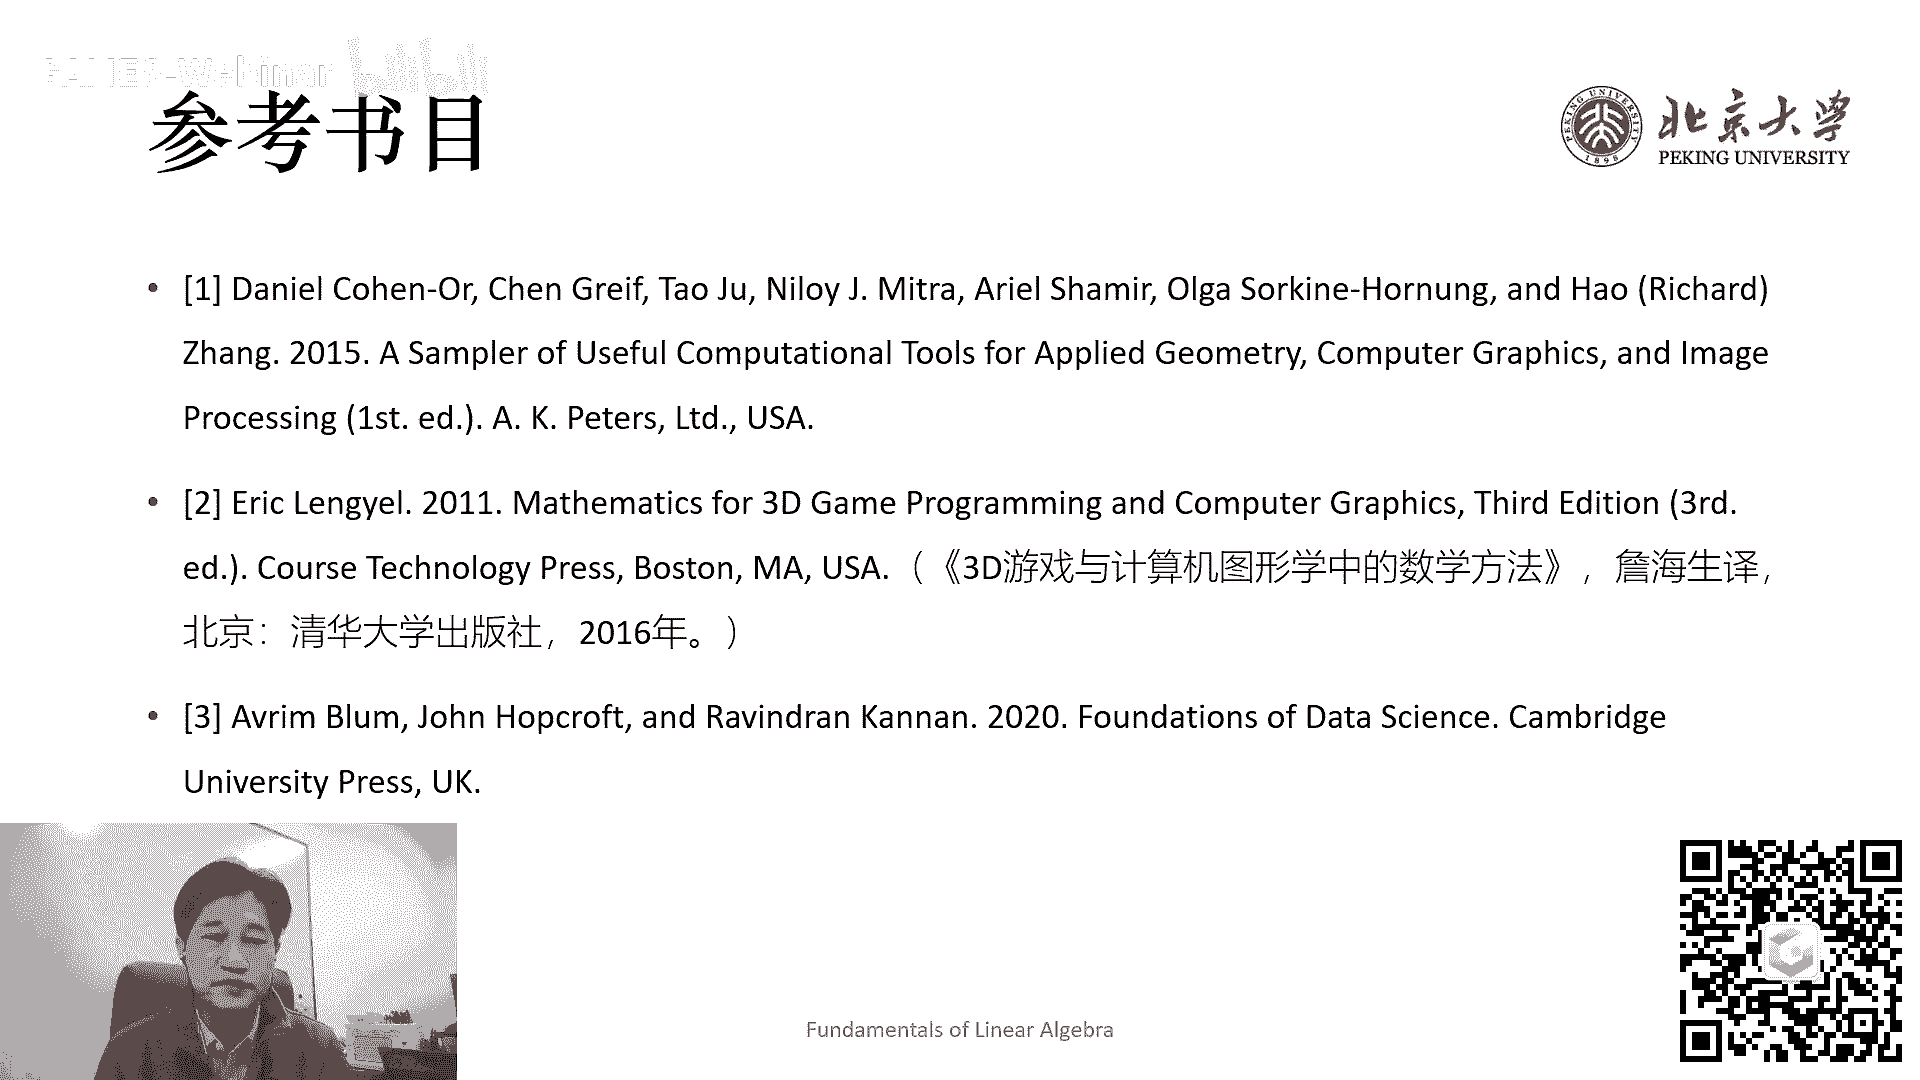 GAMES-Webinar
参考书目
北京大学
PEKING UNIVERSITY
PEKING UNIVERSITY
1898
• [1] Daniel Cohen-Or, Chen Greif, Tao Ju, Niloy J. Mitra, Ariel Shamir, Olga Sorkine-Hornung, and Hao (Richard)
Zhang. 2015. A Sampler of Useful Computational Tools for Applied Geometry, Computer Graphics, and Image
Processing (1st. ed.). A. K. Peters, Ltd., USA.
• [2] Eric Lengyel. 2011. Mathematics for 3D Game Programming and Computer Graphics, Third Edition (3rd.
ed.). Course Technology Press, Boston, MA, USA.（《3D游戏与计算机图形学中的数学方法》，詹海生译，
北京：清华大学出版社，2016年。）
• [3] Avrim Blum, John Hopcroft, and Ravindran Kannan. 2020. Foundations of Data Science. Cambridge
University Press, UK.
Fundamentals of Linear Algebra